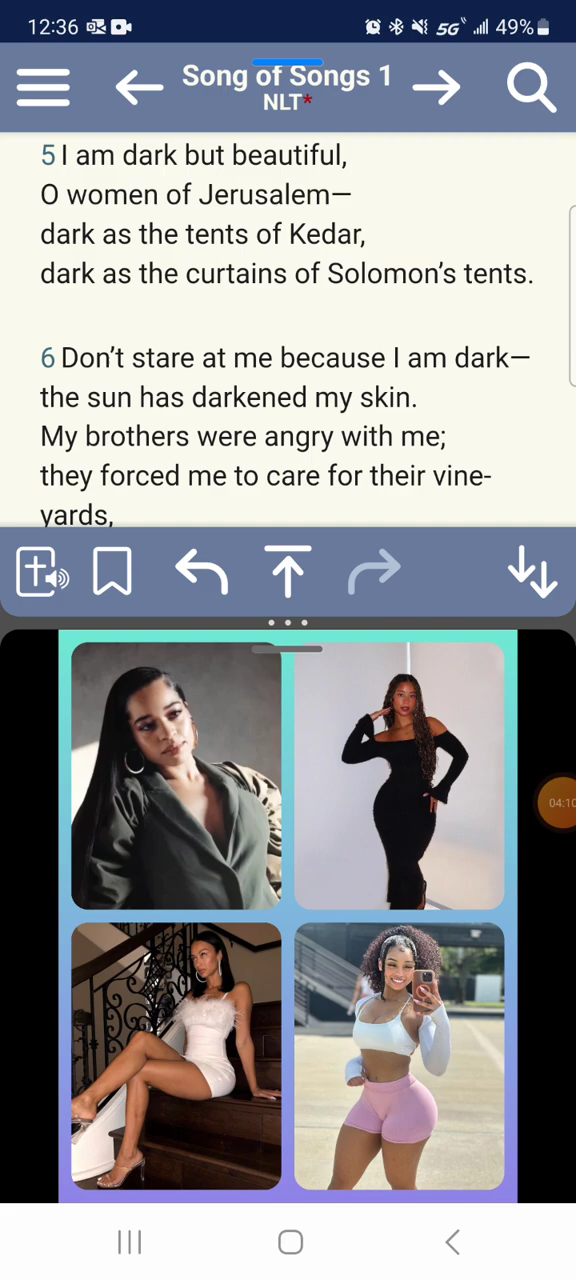 12:36
5G
49%
Song of Songs 1
NLT*
5 I am dark but beautiful,
O women of Jerusalem—
dark as the tents of Kedar,
dark as the curtains of Solomon’s tents.
6 Don’t stare at me because I am dark—
the sun has darkened my skin.
My brothers were angry with me;
they forced me to care for their vine-
yards,
04:10